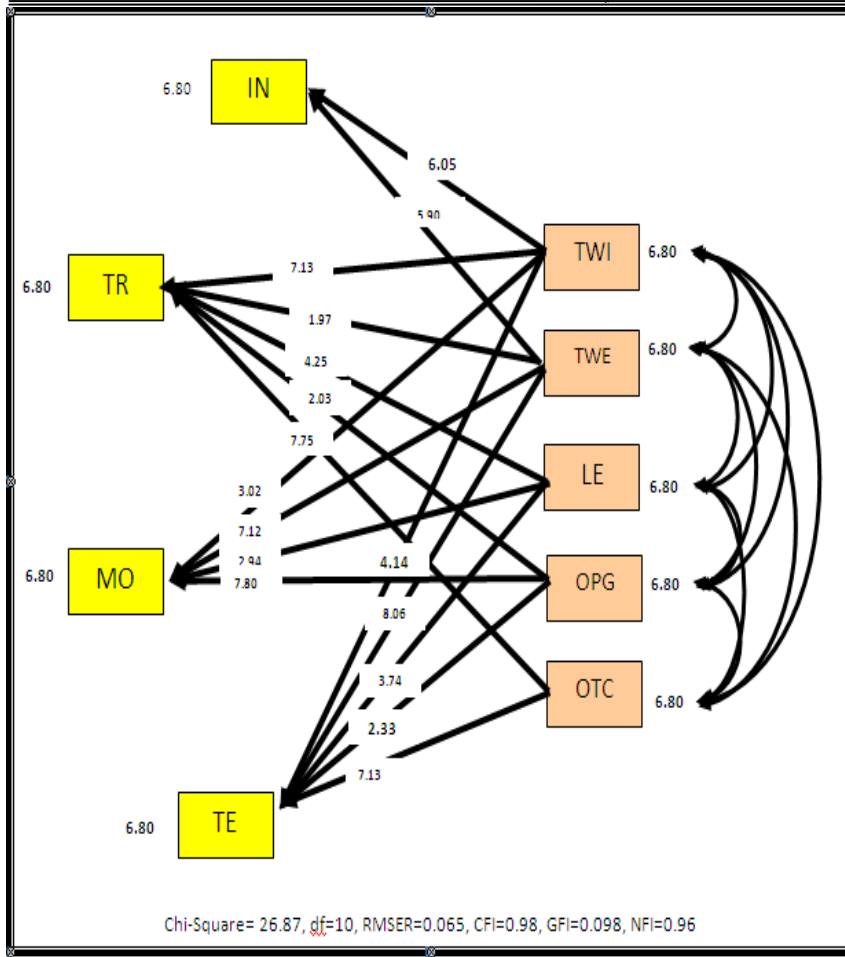 6.80
IN
6.05
5.90
TWI
6.80
TR
6.80
7.13
1.97
TWE
6.80
4.25
2.03
7.75
LE
6.80
3.02
7.12
2.94
7.80
4.14
MO
6.80
OPG
6.80
8.06
3.74
OTC
6.80
2.33
7.13
TE
6.80
Chi-Square= 26.87, df=10, RMSER=0.065, CFI=0.98, GFI=0.098, NFI=0.96